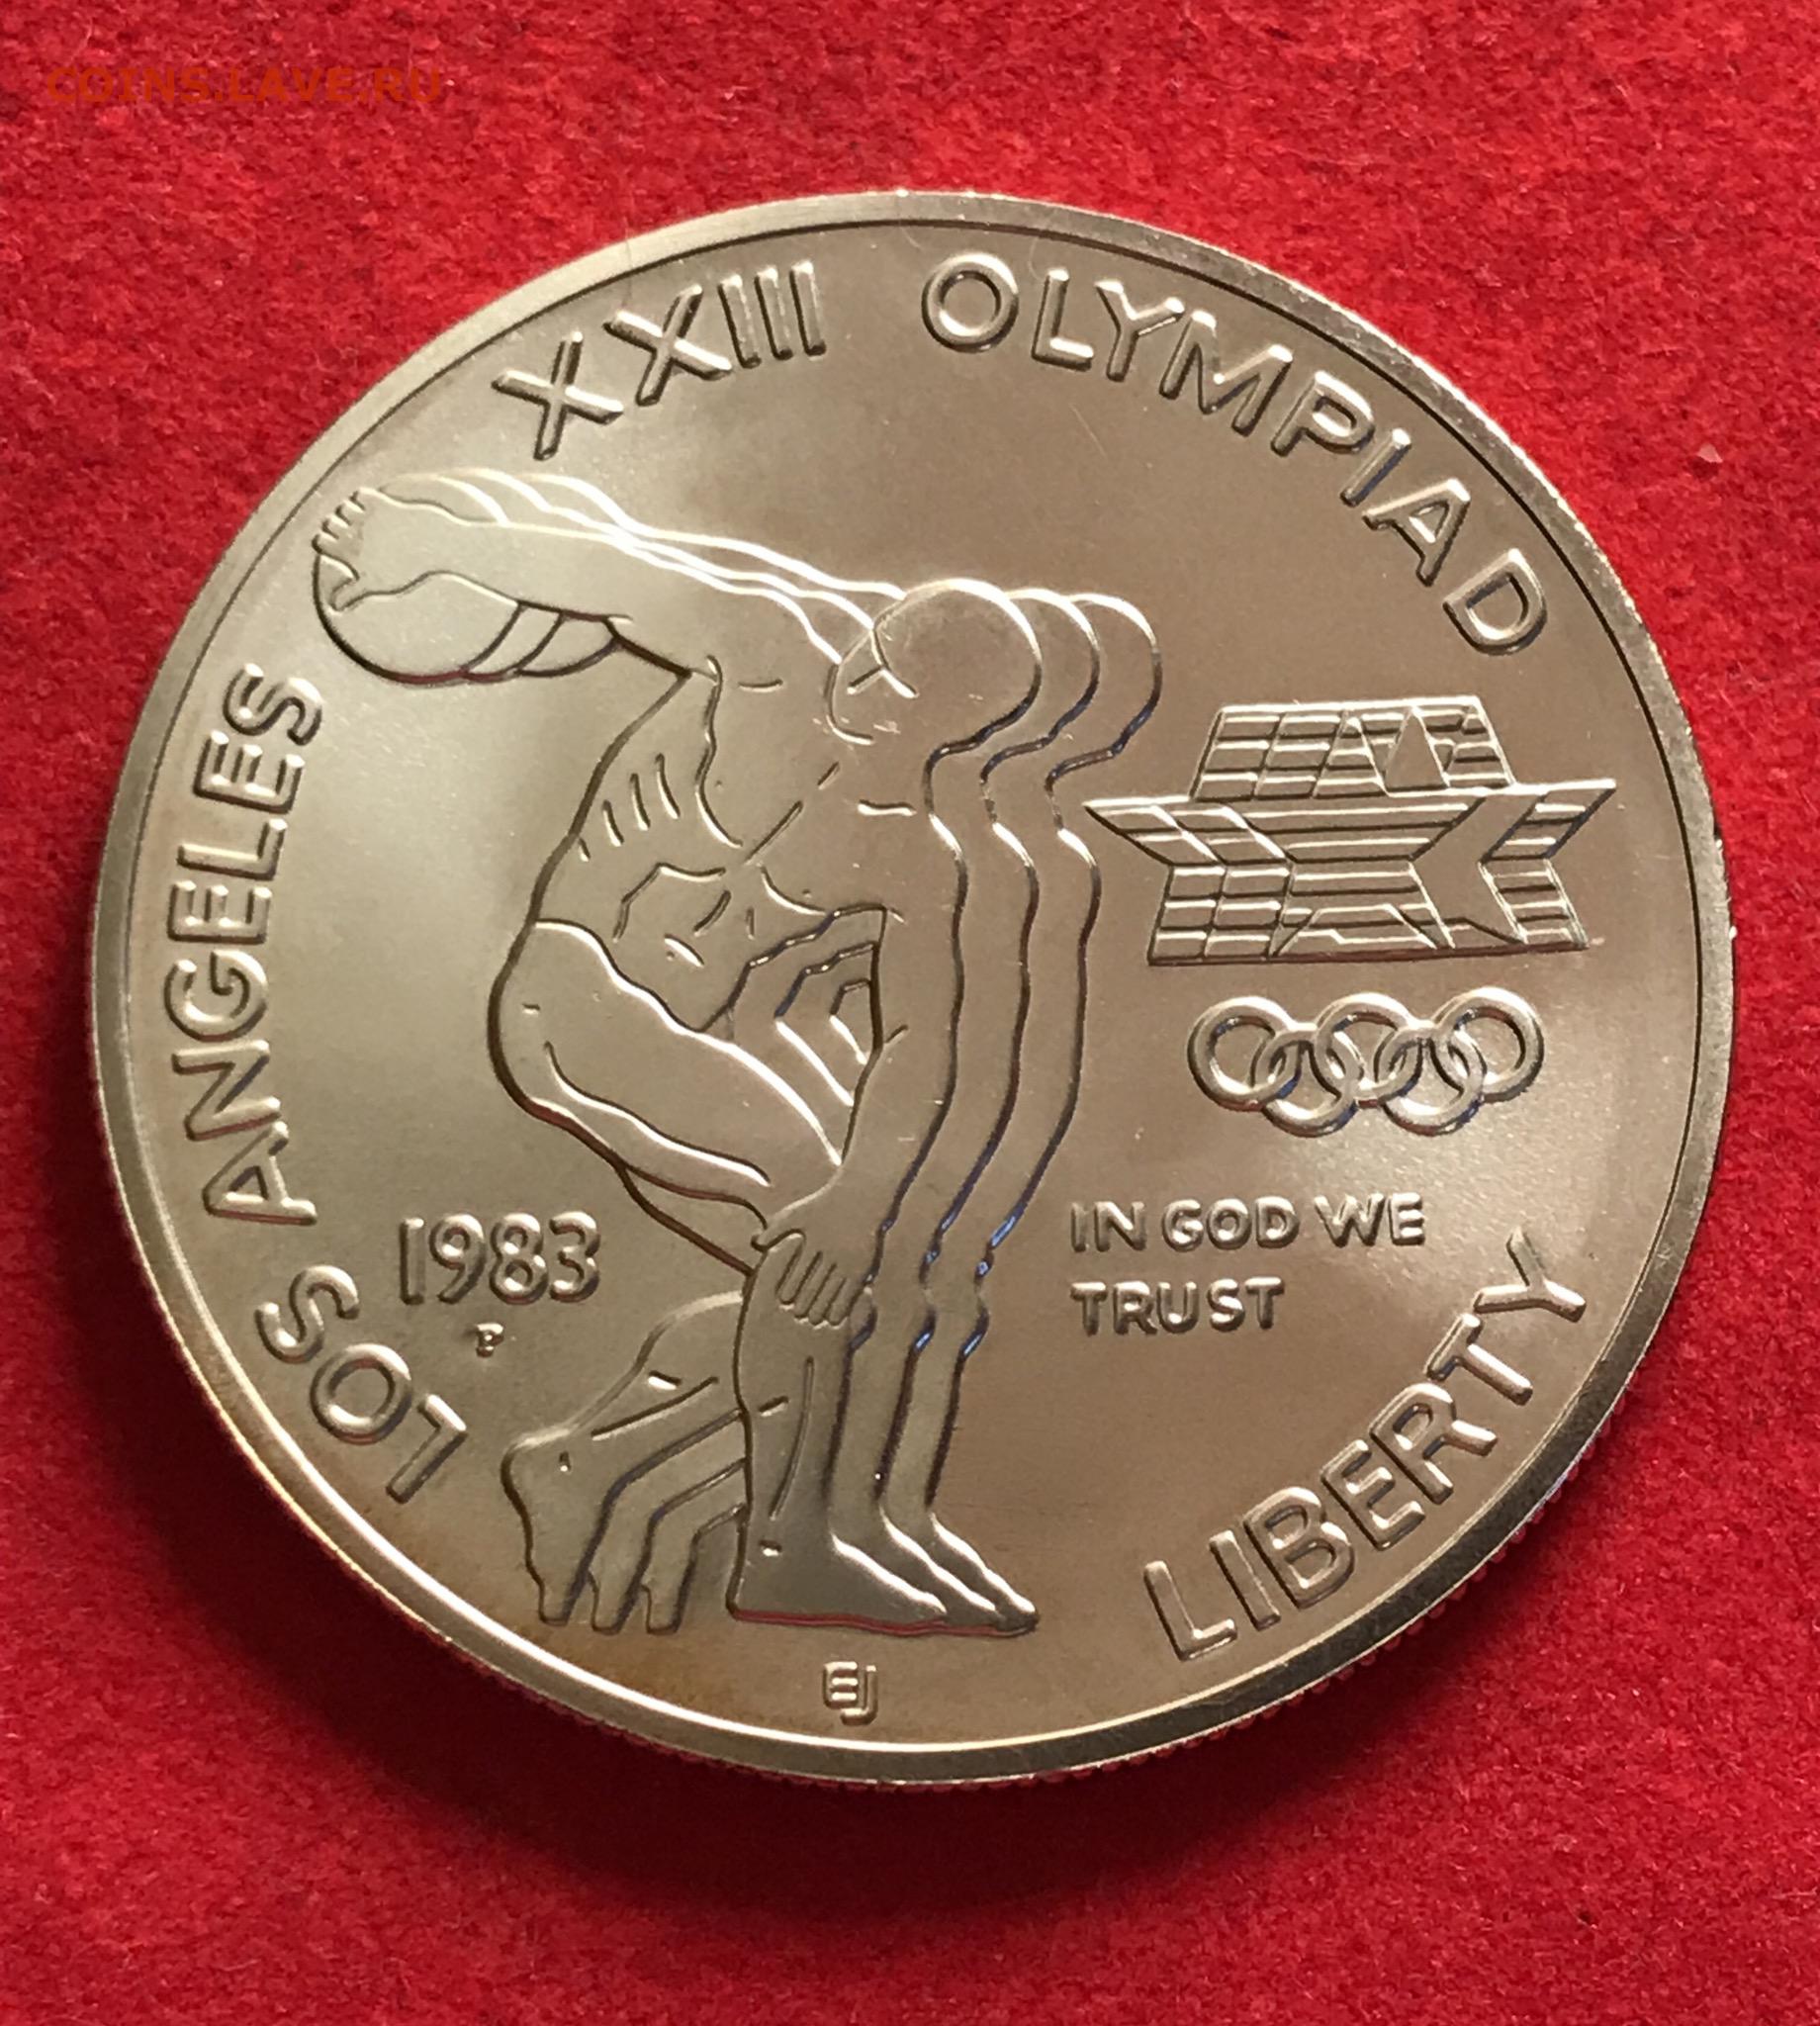 COINS.LAVE.RU
XXIII OLYMPIAD
LOS ANGELES
1983
P
IN GOD WE
TRUST
LIBERTY
EJ